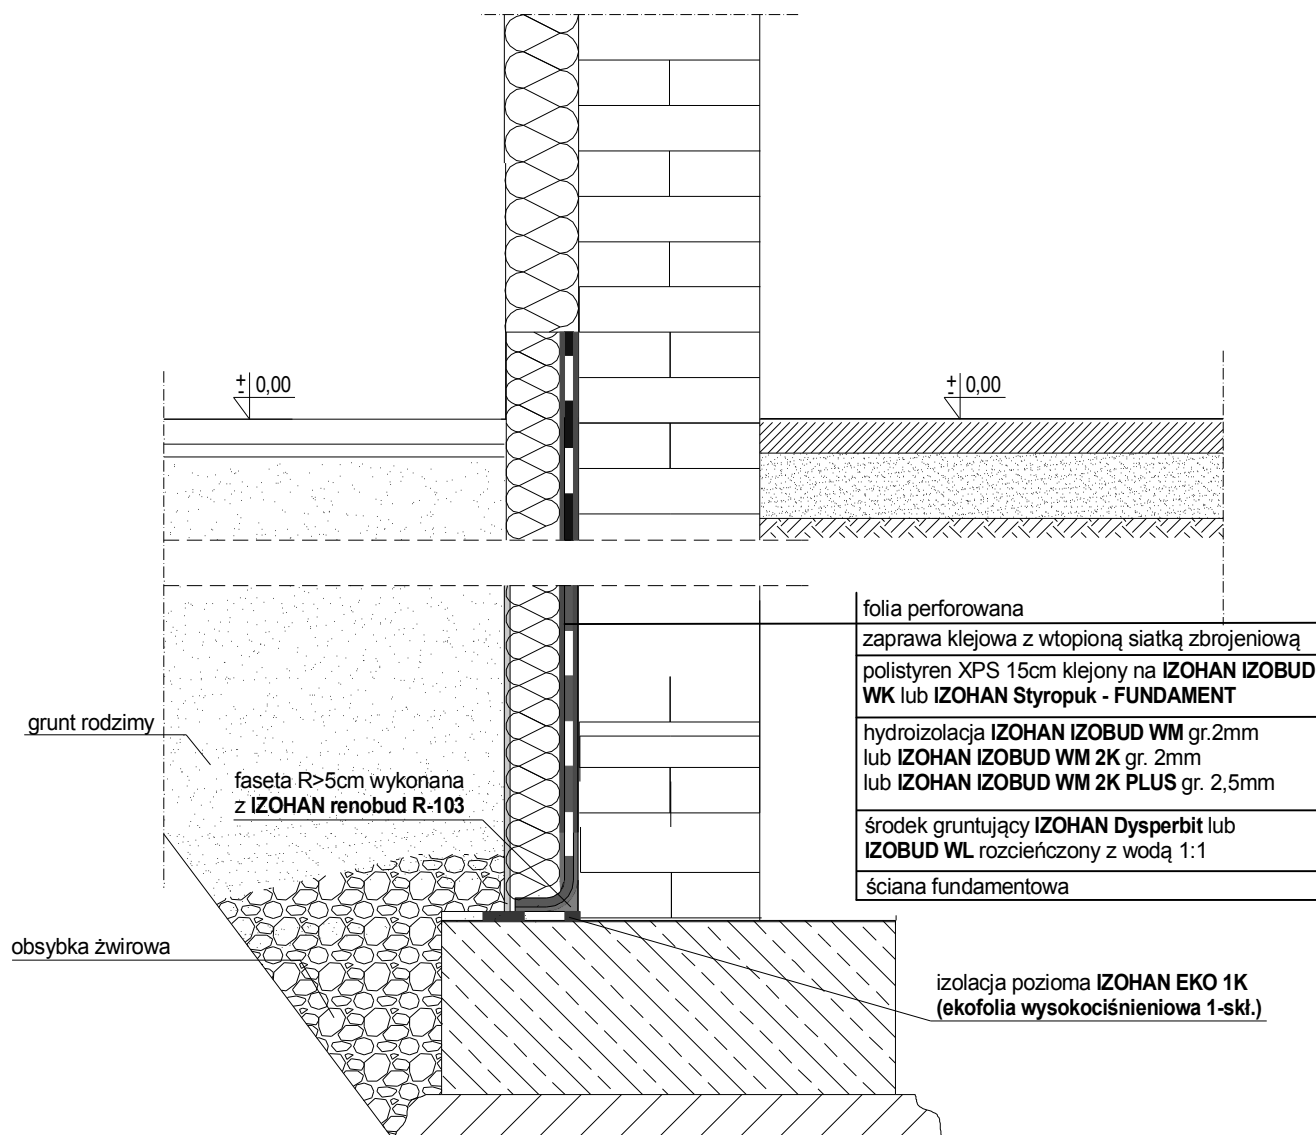 ± 0,00
± 0,00
folia perforowana
zaprawa klejowa z wtopioną siatką zbrojeniową
polistyren XPS 15cm klejony na IZOHAN IZOBUD
WK lub IZOHAN Styropuk - FUNDAMENT
hydroizolacja IZOHAN IZOBUD WM gr.2mm
lub IZOHAN IZOBUD WM 2K gr. 2mm
lub IZOHAN IZOBUD WM 2K PLUS gr. 2,5mm
środek gruntujący IZOHAN Dysperbit lub
IZOBUD WL rozcieńczony z wodą 1:1
ściana fundamentowa
grunt rodzimy
faseta R>5cm wykonana
z IZOHAN renobud R-103
obsybka żwirowa
izolacja pozioma IZOHAN EKO 1K
(ekofolia wysokociśnieniowa 1-skł.)